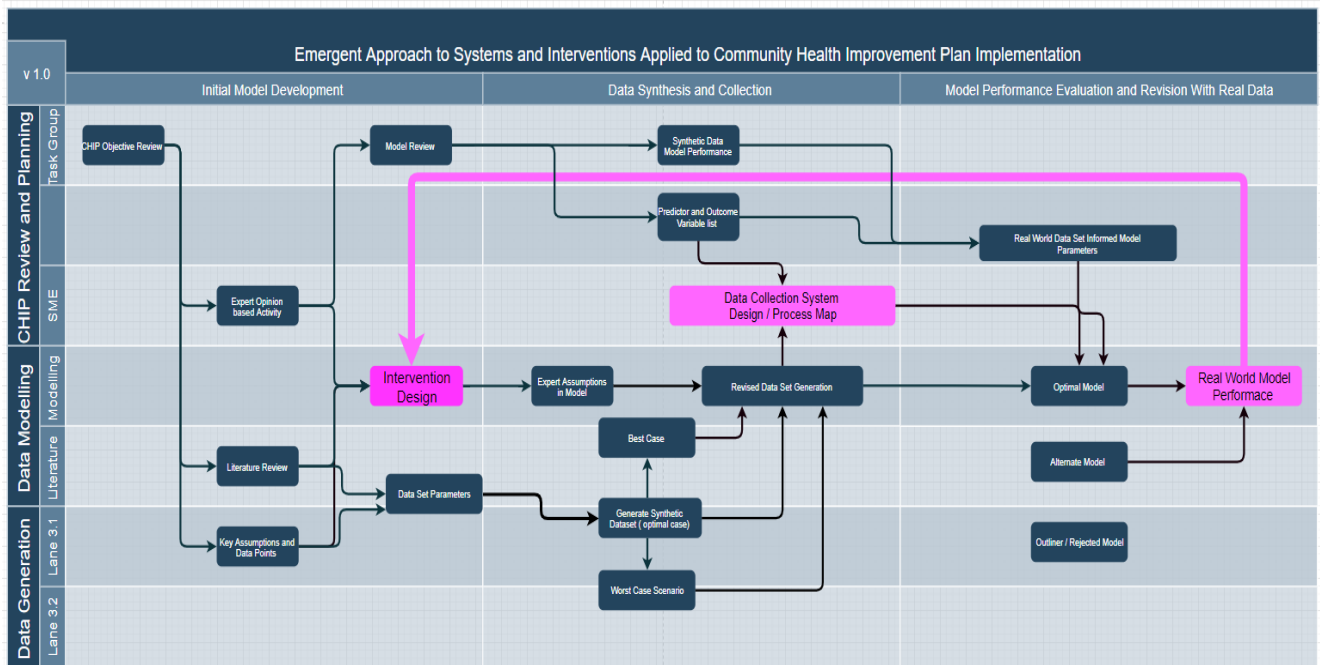 Emergent Approach to Systems and Interventions Applied to Community Health Improvement Plan Implementation
v 1.0
Initial Model Development
Data Synthesis and Collection
Model Performance Evaluation and Revision With Real Data
CHIP Review and Planning
Task Group
SME
Data Modelling
Modelling
Literature
Data Generation
Lane 3.1
Lane 3.2
CHIP Objective Review
Model Review
Synthetic Data
Model Performance
Predictor and Outcome
Variable list
Real World Data Set Informed Model
Parameters
Expert Opinion
based Activity
Data Collection System
Design / Process Map
Intervention
Design
Expert Assumptions
in Model
Revised Data Set Generation
Optimal Model
Real World Model
Performace
Best Case
Literature Review
Alternate Model
Data Set Parameters
Generate Synthetic
Dataset ( optimal case)
Key Assumptions and
Data Points
Outliner / Rejected Model
Worst Case Scenario